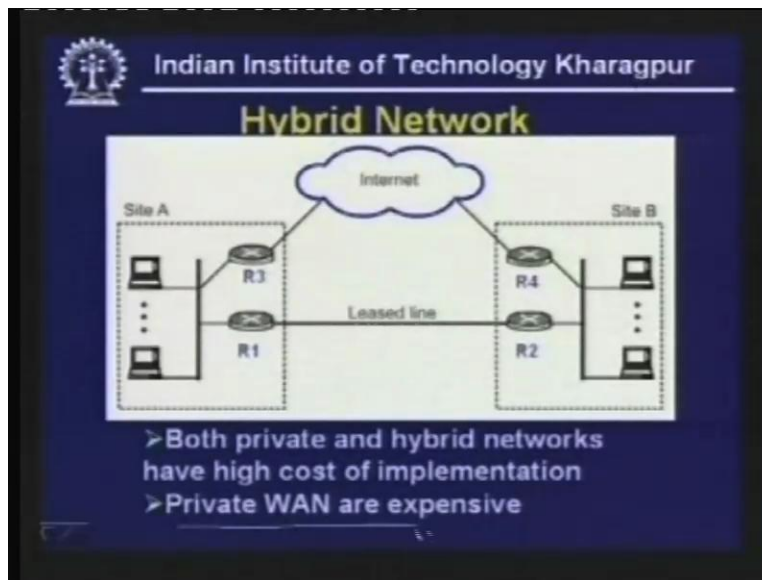 Indian Institute of Technology Kharagpur
Hybrid Network
Internet
Site A
Site B
R3
R4
Leased line
R1
R2
➢Both private and hybrid networks
have high cost of implementation
➢Private WAN are expensive